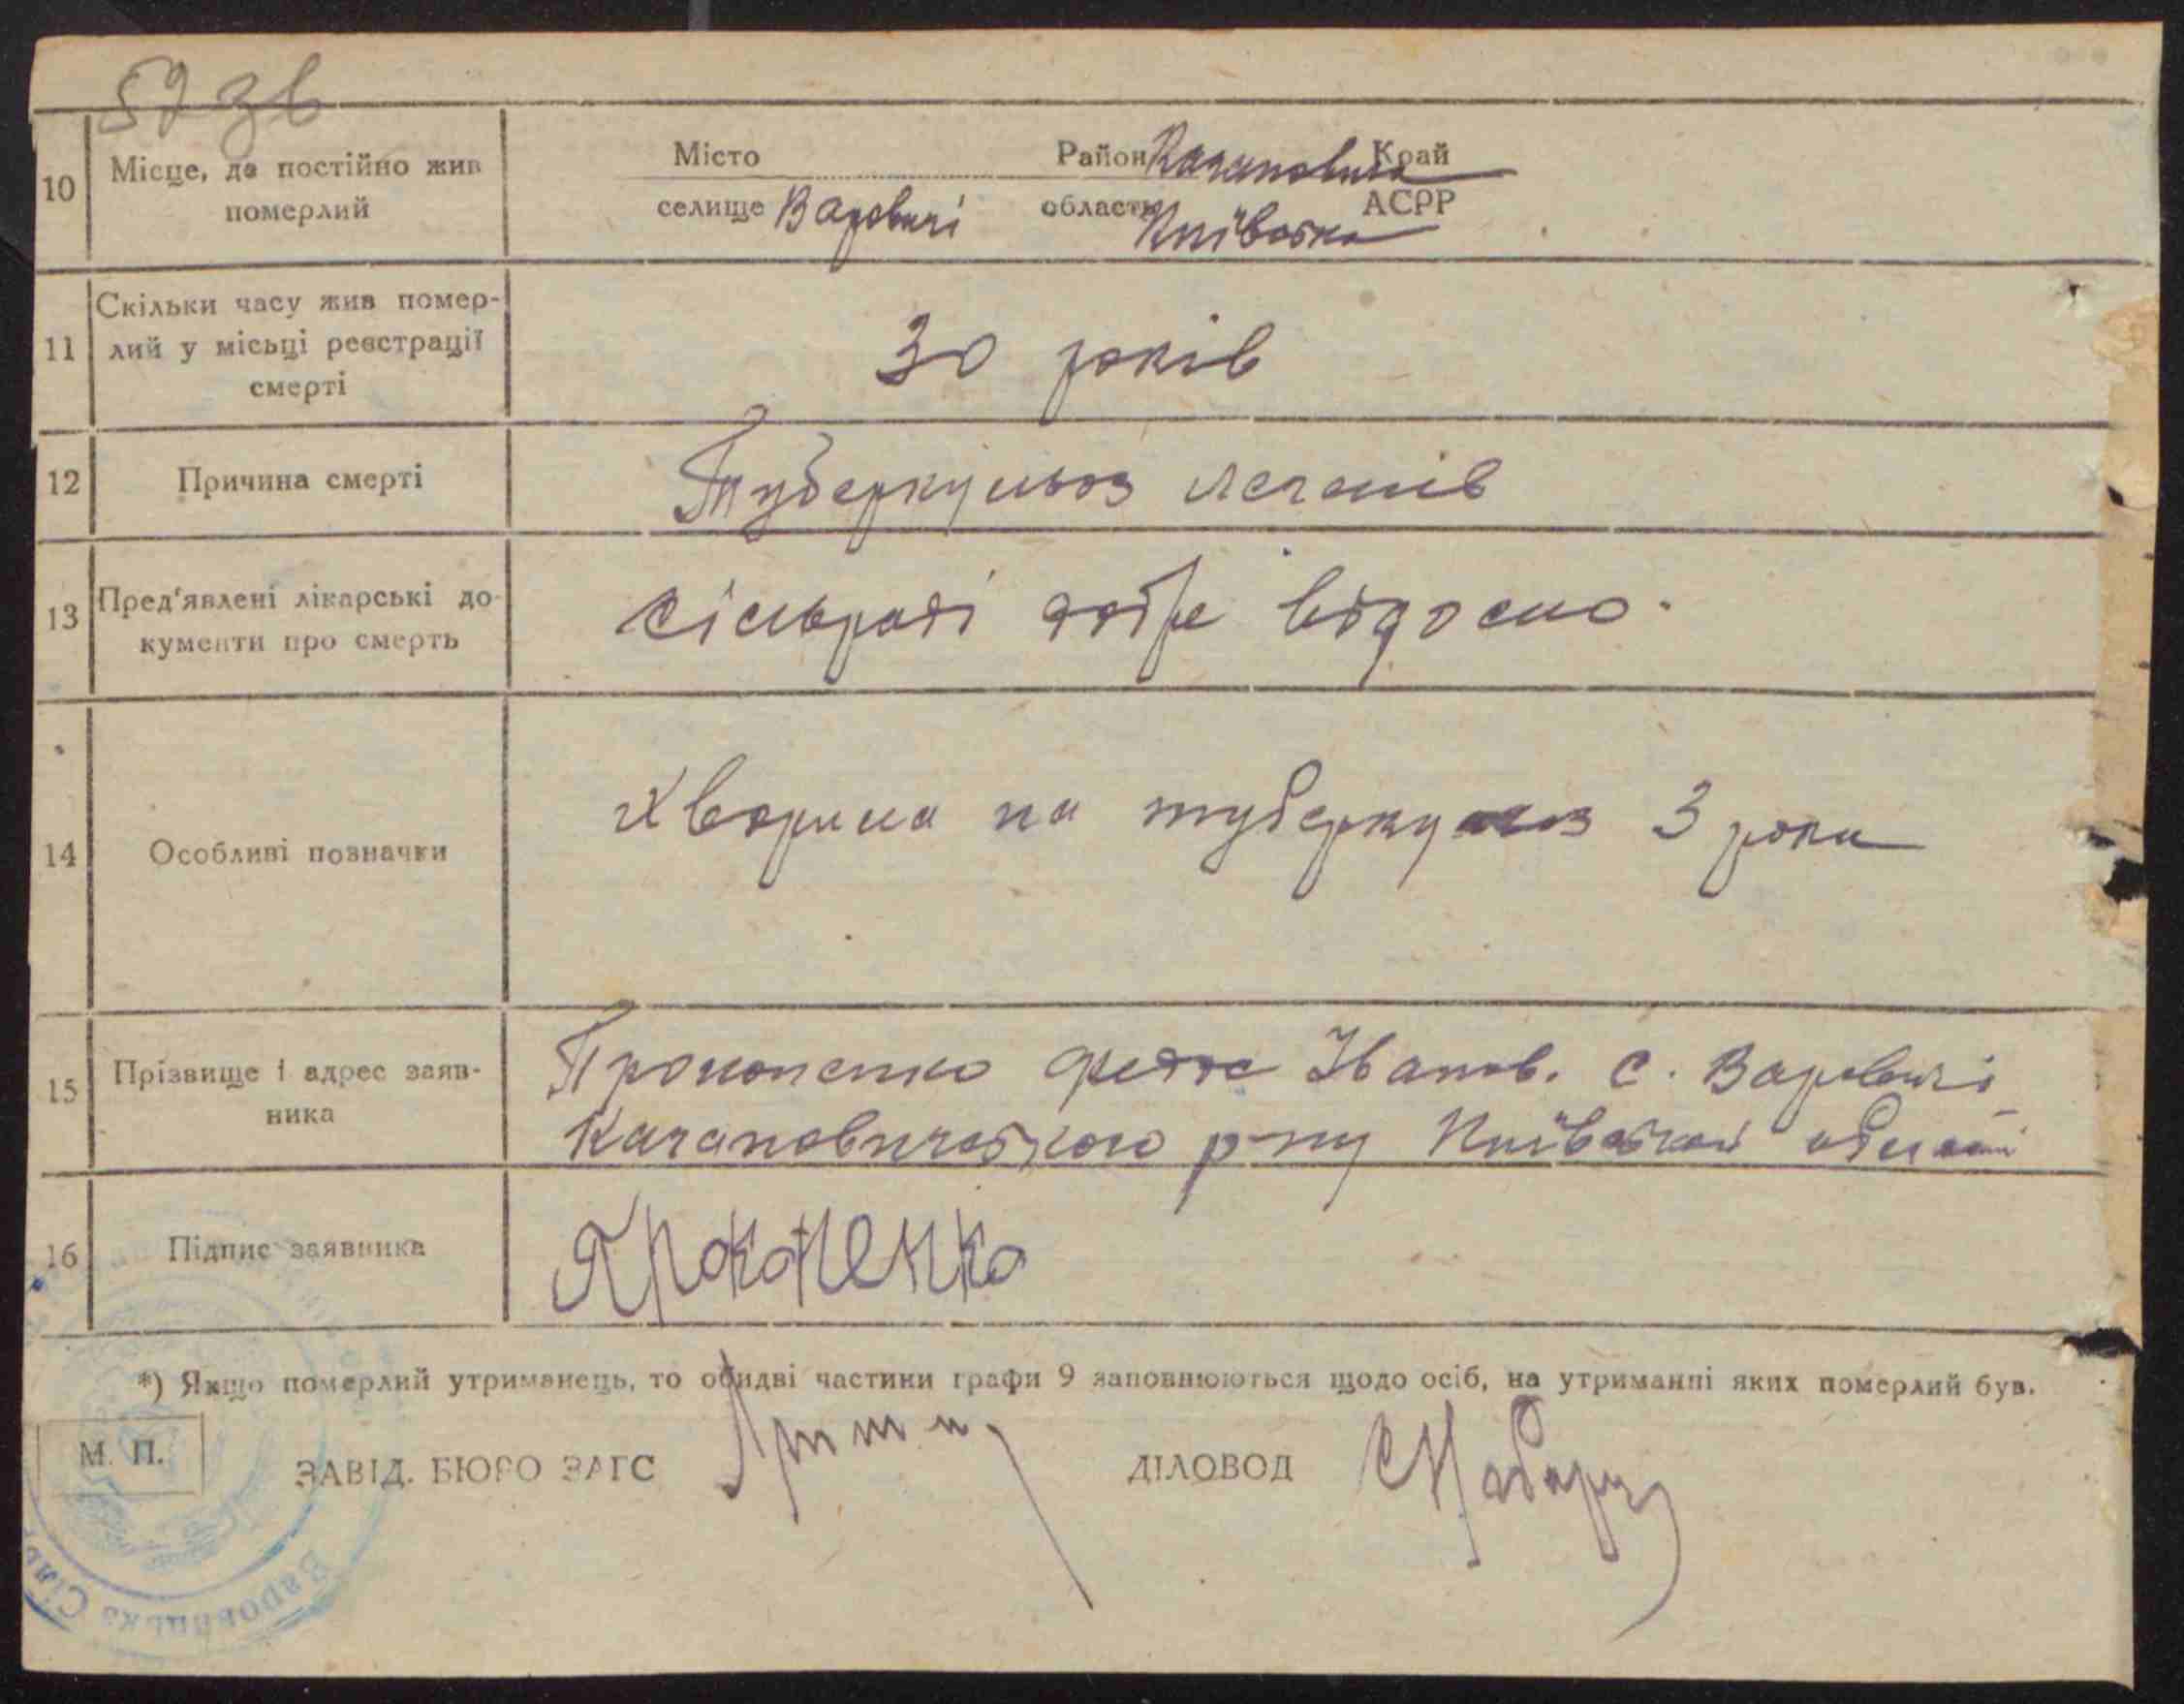 59 зв
10 Місце, де постійно жив померлий
Місто Район Кагановича Край
селище Варовичі область Київська АСРР
11 Скільки часу жив помер-
лий у місьці реєстрації
смерті
30 років
12 Причина смерті
Туберкульоз легенів
13 Пред'явлені лікарські до-
кументи про смерть
сільраді добре відомо.
14 Особливі позначки
Хворила на туберкульоз 3 роки
15 Прізвище і адрес заяв-
ника
Прокопенко Іванов. с. Варовичі
Кагановичського р-ну Київської області
16 Підпис заявника
Прокопенко
*) Якщо померлий утриманець, то обидві частини графи 9 заповнюються щодо осіб, на утриманні яких померлий був.
М. П.
ЗАВІД. БЮРО ЗАГС ДІЛОВОД